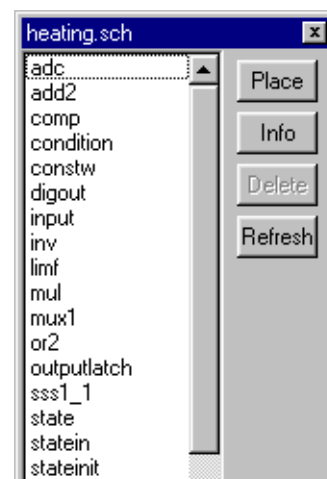 heating.sch
adc
add2
comp
condition
constw
digout
input
inv
limf
mul
mux1
or2
outputlatch
sss1_1
state
statein
stateinit
Place
Info
Delete
Refresh